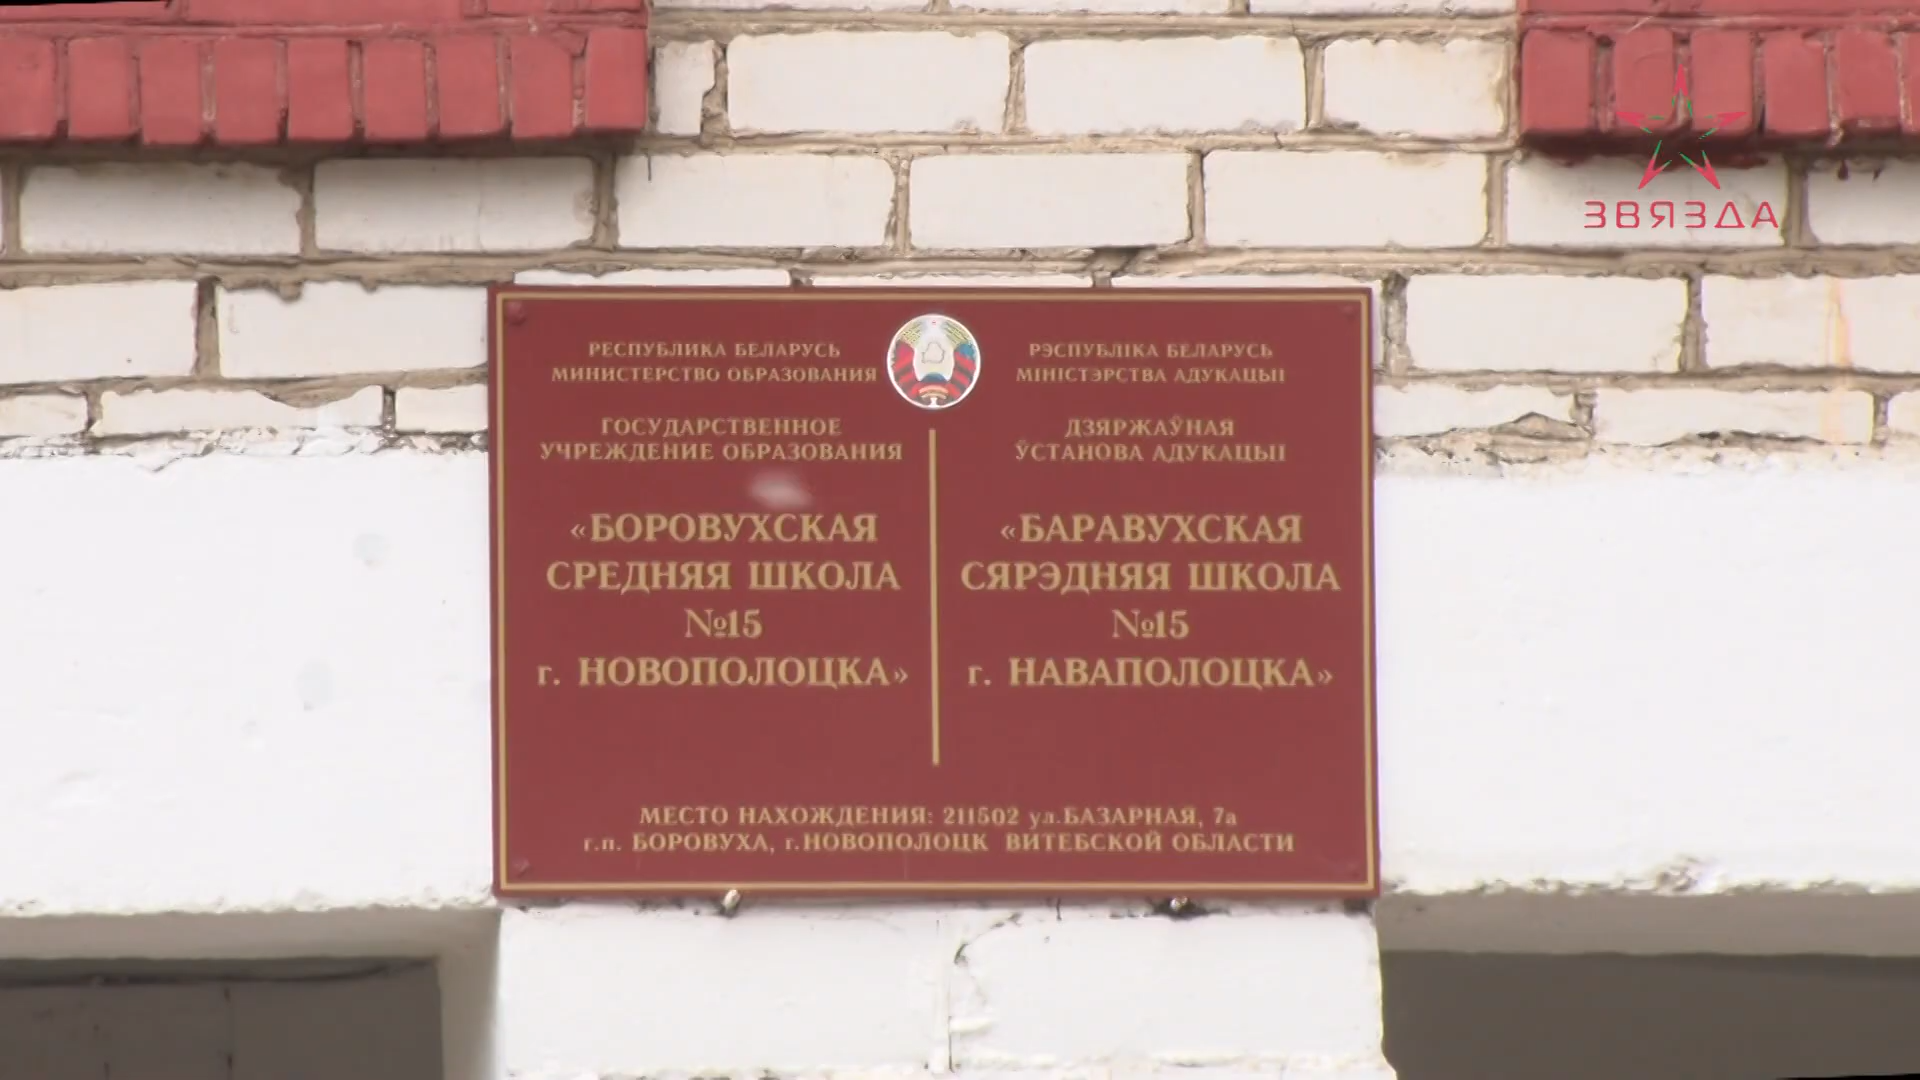 ЗВЯЗДА
РЕСПУБЛИКА БЕЛАРУСЬ
МИНИСТЕРСТВО ОБРАЗОВАНИЯ
ГОСУДАРСТВЕННОЕ
УЧРЕЖДЕНИЕ ОБРАЗОВАНИЯ
«БОРОВУХСКАЯ
СРЕДНЯЯ ШКОЛА
№15
г. НОВОПОЛОЦКА»
РЭСПУБЛІКА БЕЛАРУСЬ
МІНІСТЭРСТВА АДУКАЦЫІ
ДЗЯРЖАЎНАЯ
ЎСТАНОВА АДУКАЦЫІ
«БАРАВУХСКАЯ
СЯРЭДНЯЯ ШКОЛА
№15
г. НАВАПОЛОЦКА»
МЕСТО НАХОЖДЕНИЯ: 211502 ул.БАЗАРНАЯ, 7а
г.п. БОРОВУХА, г.НОВОПОЛОЦК ВИТЕБСКОЙ ОБЛАСТИ